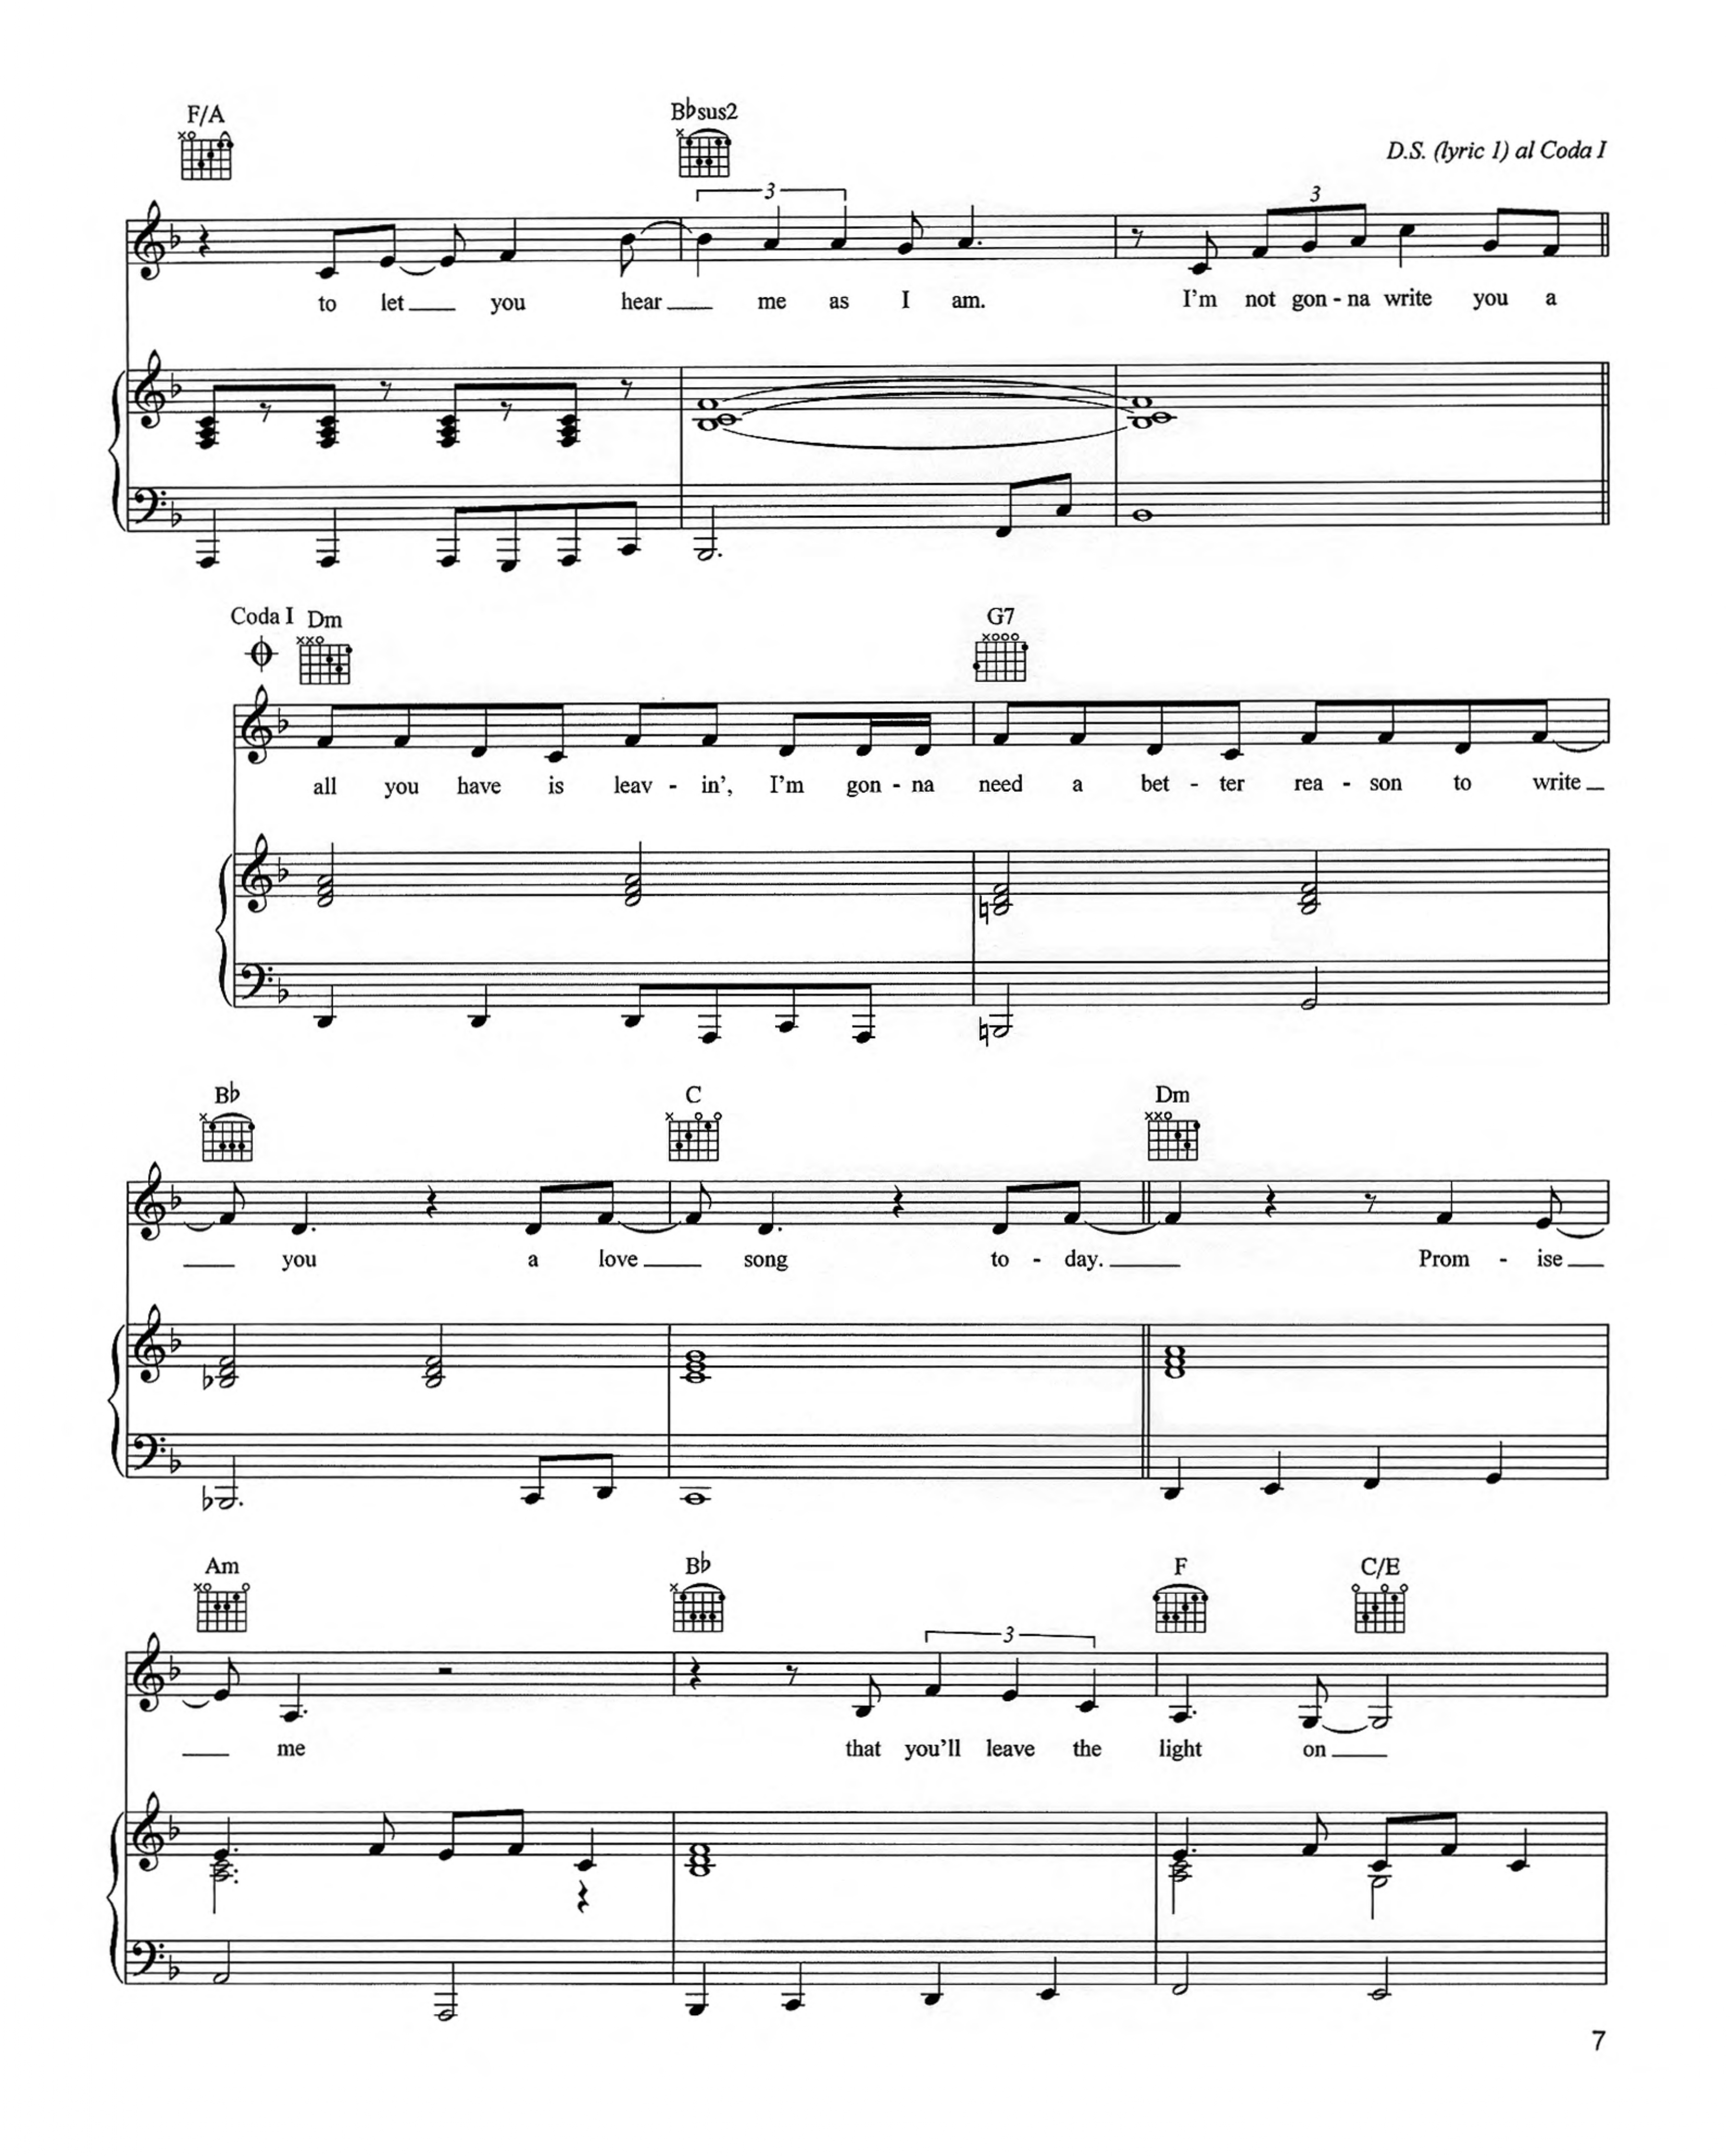 F/A B♭sus2
D.S. (lyric 1) al Coda I
3 3
to let you hear me as I am. I'm not gon - na write you a
Coda I Dm G7
all you have is leav - in', I'm gon - na need a bet - ter rea - son to write
B♭ C Dm
you a love song to - day. Prom - ise
Am B♭ F C/E
3
me that you'll leave the light on
7